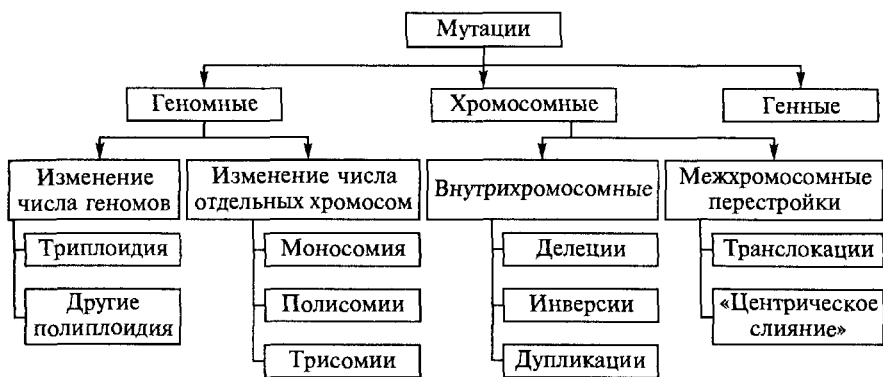 Мутации
Геномные
Хромосомные
Генные
Изменение
числа геномов
Изменение числа
отдельных хромосом
Внутрихромосомные
Межхромосомные
перестройки
Триплоидия
Моносомия
Делеции
Транслокации
Другие
полиплоидия
Полисомии
Инверсии
«Центрическое
слияние»
Трисомии
Дупликации